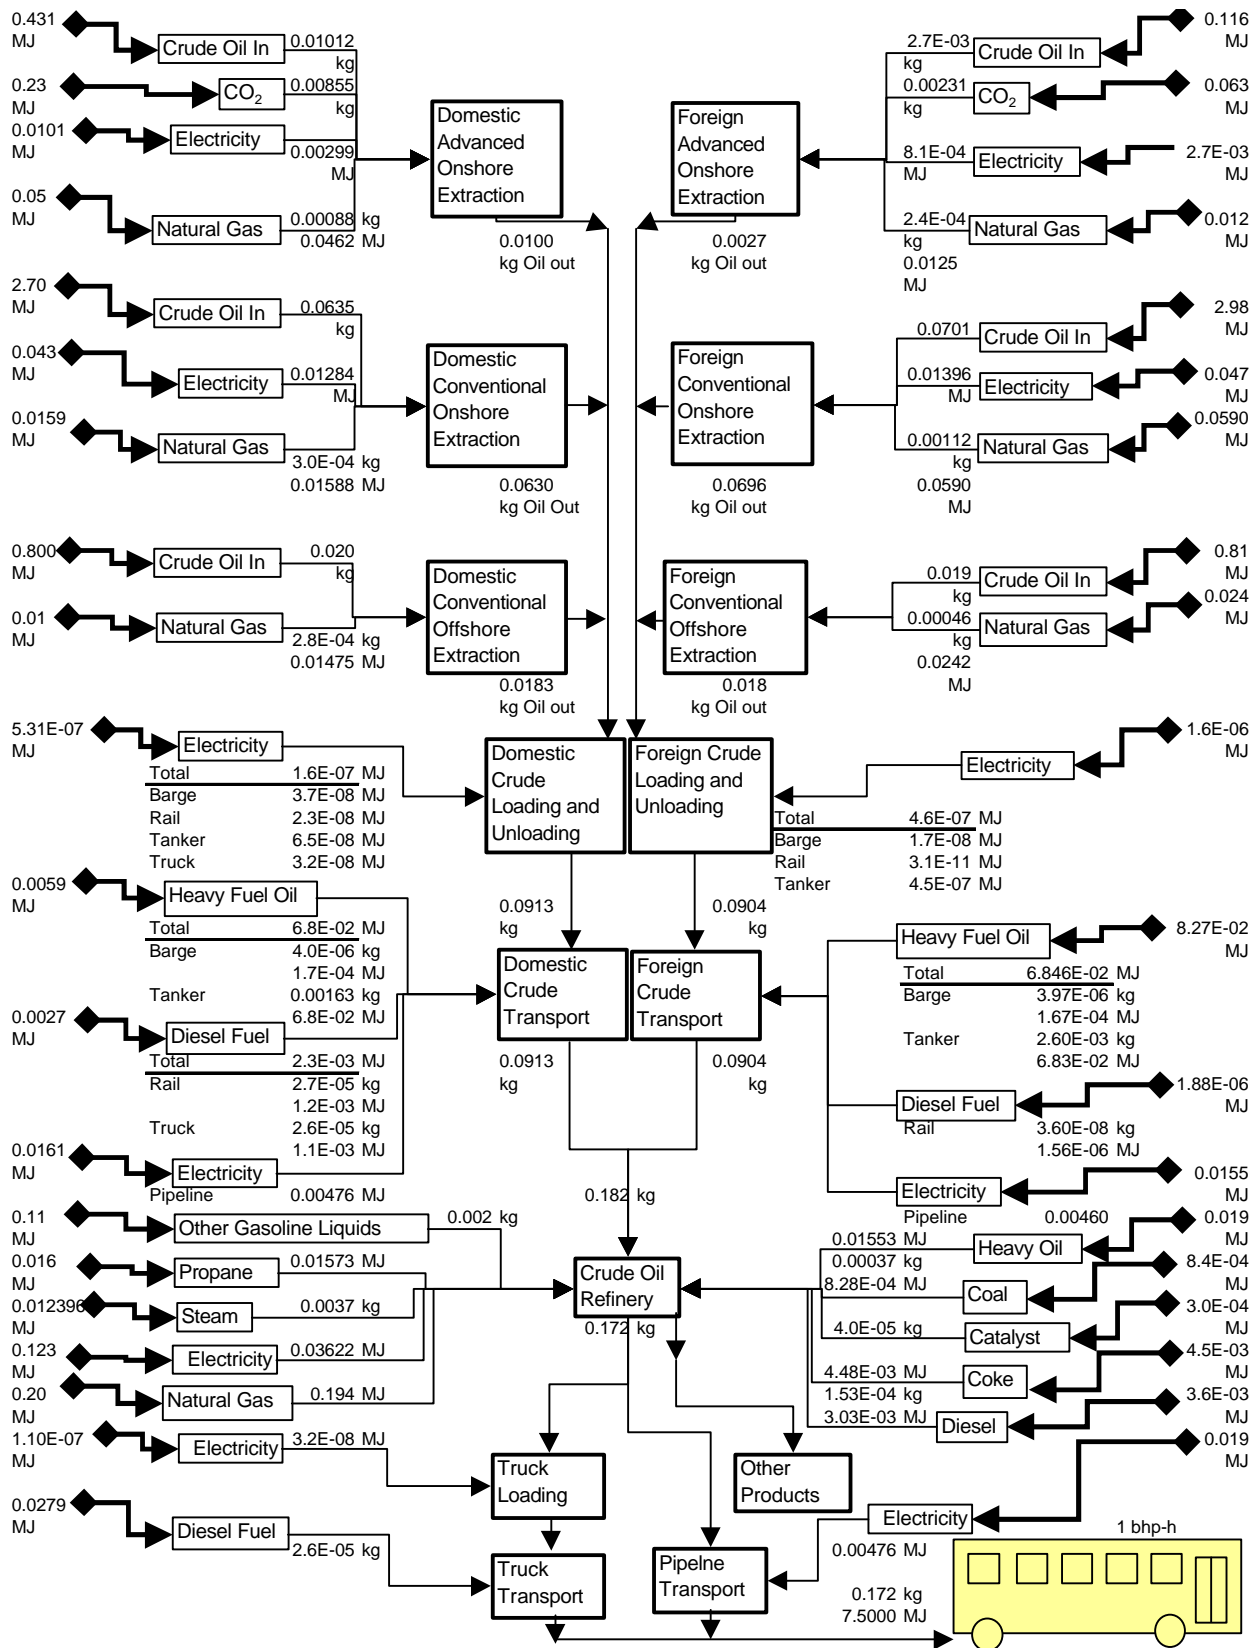 0.431
MJ
Crude Oil In
0.01012
kg
0.23
MJ
CO2
0.00855
kg
0.0101
MJ
Electricity
0.00299
MJ
0.05
MJ
Natural Gas
0.00088 kg
0.0462 MJ
Domestic
Advanced
Onshore
Extraction
0.0100
kg Oil out
Foreign
Advanced
Onshore
Extraction
0.0027
kg Oil out
2.7E-03
kg
Crude Oil In
0.116
MJ
0.00231
kg
CO2
0.063
MJ
8.1E-04
MJ
Electricity
2.7E-03
MJ
2.4E-04
kg
0.0125
MJ
Natural Gas
0.012
MJ
2.70
MJ
Crude Oil In
0.0635
kg
0.043
MJ
Electricity
0.01284
MJ
0.0159
MJ
Natural Gas
3.0E-04 kg
0.01588 MJ
Domestic
Conventional
Onshore
Extraction
0.0630
kg Oil Out
Foreign
Conventional
Onshore
Extraction
0.0696
kg Oil out
0.0701
Crude Oil In
2.98
MJ
0.01396
MJ
Electricity
0.047
MJ
0.00112
kg
0.0590
MJ
Natural Gas
0.0590
MJ
0.800
MJ
Crude Oil In
0.020
kg
0.01
MJ
Natural Gas
2.8E-04 kg
0.01475 MJ
Domestic
Conventional
Offshore
Extraction
0.0183
kg Oil out
Foreign
Conventional
Offshore
Extraction
0.018
kg Oil out
0.019
kg
Crude Oil In
0.81
MJ
0.00046
kg
0.0242
MJ
Natural Gas
0.024
MJ
5.31E-07
MJ
Electricity
Total 1.6E-07 MJ
Barge 3.7E-08 MJ
Rail 2.3E-08 MJ
Tanker 6.5E-08 MJ
Truck 3.2E-08 MJ
Domestic
Crude
Loading and
Unloading
Foreign Crude
Loading and
Unloading
1.6E-06
MJ
Electricity
Total 4.6E-07 MJ
Barge 1.7E-08 MJ
Rail 3.1E-11 MJ
Tanker 4.5E-07 MJ
0.0913
kg
0.0904
kg
0.0059
MJ
Heavy Fuel Oil
Total 6.8E-02 MJ
Barge 4.0E-06 kg
1.7E-04 MJ
Tanker 0.00163 kg
6.8E-02 MJ
0.0027
MJ
Diesel Fuel
Total 2.3E-03 MJ
Rail 2.7E-05 kg
1.2E-03 MJ
Truck 2.6E-05 kg
1.1E-03 MJ
0.0161
MJ
Electricity
Pipeline 0.00476 MJ
Domestic
Crude
Transport
Foreign
Crude
Transport
0.0913
kg
0.0904
kg
Heavy Fuel Oil
8.27E-02
MJ
Total 6.846E-02 MJ
Barge 3.97E-06 kg
1.67E-04 MJ
Tanker 2.60E-03 kg
6.83E-02 MJ
Diesel Fuel
1.88E-06
MJ
Rail 3.60E-08 kg
1.56E-06 MJ
Electricity
0.0155
MJ
Pipeline 0.00460
MJ
0.182 kg
0.11
MJ
Other Gasoline Liquids
0.002 kg
0.016
MJ
Propane
0.01573 MJ
0.012396
MJ
Steam
0.0037 kg
0.123
MJ
Electricity
0.03622 MJ
0.20
MJ
Natural Gas
0.194 MJ
Crude Oil
Refinery
0.172 kg
0.01553
0.00037 kg
Heavy Oil
0.019
MJ
8.28E-04 MJ
Coal
8.4E-04
MJ
4.0E-05 kg
Catalyst
3.0E-04
MJ
4.48E-03 MJ
1.53E-04 kg
Coke
4.5E-03
MJ
3.03E-03 MJ
Diesel
3.6E-03
MJ
1.10E-07
MJ
Electricity
3.2E-08 MJ
Truck
Loading
Other
Products
0.019
MJ
0.0279
MJ
Diesel Fuel
2.6E-05 kg
Truck
Transport
Pipelne
Transport
Electricity
0.00476 MJ
1 bhp-h
0.172 kg
7.5000 MJ